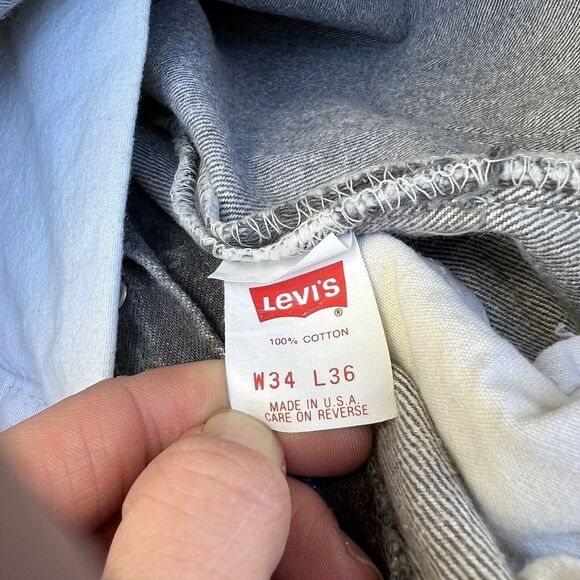 Levi's
®
100% COTTON
W34 L36
MADE IN U.S.A.
CARE ON REVERSE